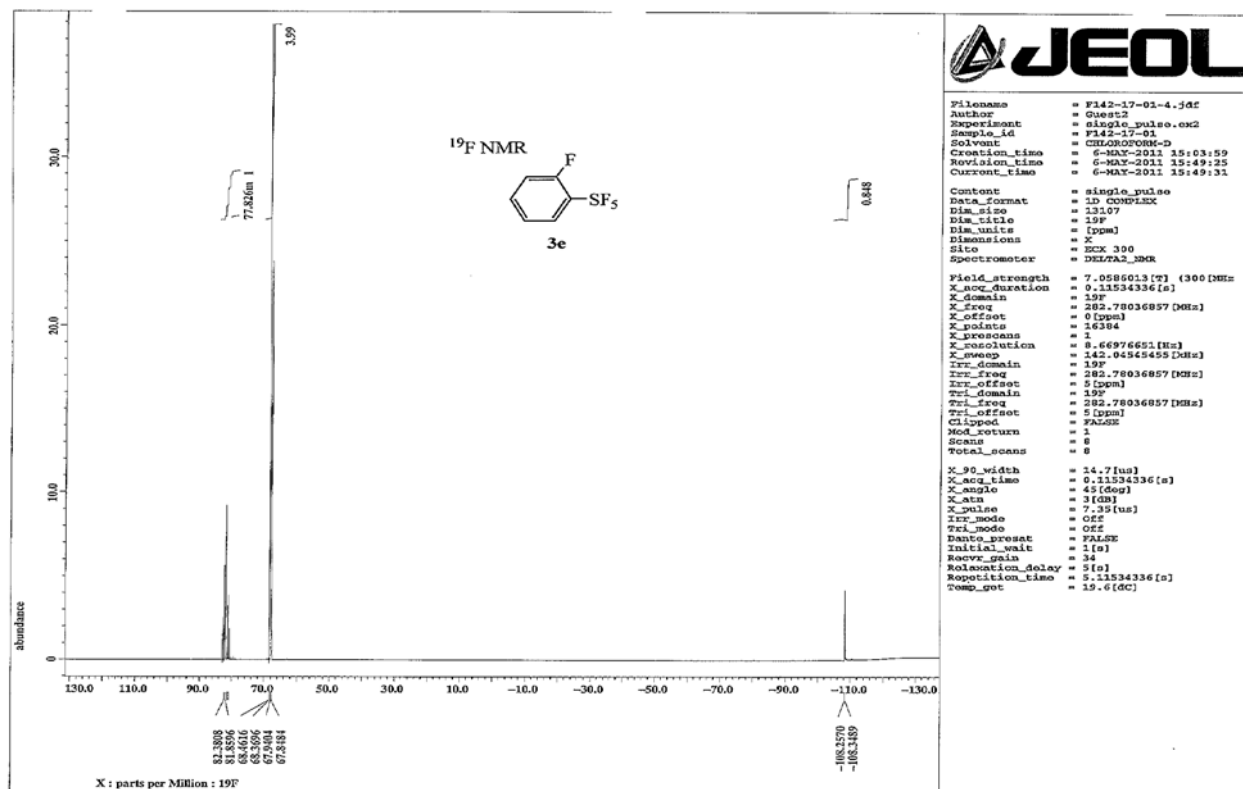 3.99
77.826m 1
0.848
¹⁹F NMR
F
SF₅
3e
30.0
20.0
10.0
0
abundance
130.0 110.0 90.0 70.0 50.0 30.0 10.0 −10.0 −30.0 −50.0 −70.0 −90.0 −110.0 −130.0
82.3808
81.8596
68.4616
68.3696
67.9404
67.8484
−108.2570
−108.3489
X : parts per Million : 19F
JEOL
Filename = F142-17-01-4.jdf
Author = Guest2
Experiment = single_pulse.ex2
Sample_id = F142-17-01
Solvent = CHLOROFORM-D
Creation_time = 6-MAY-2011 15:03:59
Revision_time = 6-MAY-2011 15:49:25
Current_time = 6-MAY-2011 15:49:31
Content = single_pulse
Data_format = 1D COMPLEX
Dim_size = 13107
Dim_title = 19F
Dim_units = [ppm]
Dimensions = X
Site = ECX 300
Spectrometer = DELTA2_NMR
Field_strength = 7.0586013[T] (300[MHz
X_acq_duration = 0.11534336[s]
X_domain = 19F
X_freq = 282.78036857[MHz]
X_offset = 0[ppm]
X_points = 16384
X_prescans = 1
X_resolution = 8.66976651[Hz]
X_sweep = 142.04545455[kHz]
Irr_domain = 19F
Irr_freq = 282.78036857[MHz]
Irr_offset = 5[ppm]
Tri_domain = 19F
Tri_freq = 282.78036857[MHz]
Tri_offset = 5[ppm]
Clipped = FALSE
Mod_return = 1
Scans = 8
Total_scans = 8
X_90_width = 14.7[us]
X_acq_time = 0.11534336[s]
X_angle = 45[deg]
X_atn = 3[dB]
X_pulse = 7.35[us]
Irr_mode = Off
Tri_mode = Off
Dante_presat = FALSE
Initial_wait = 1[s]
Recvr_gain = 34
Relaxation_delay = 5[s]
Repetition_time = 5.11534336[s]
Temp_get = 19.6[dC]